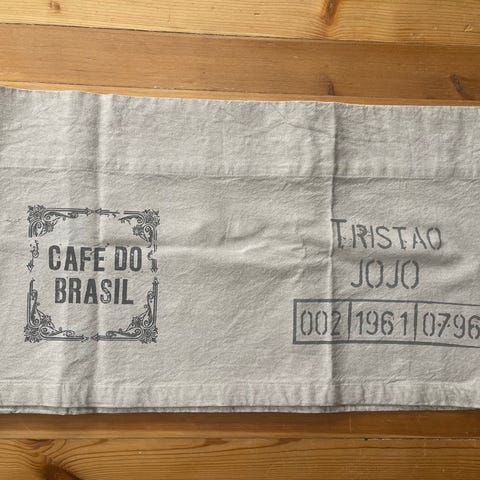 CAFE DO
BRASIL
TRISTAO
JOJO
002 1961 0796